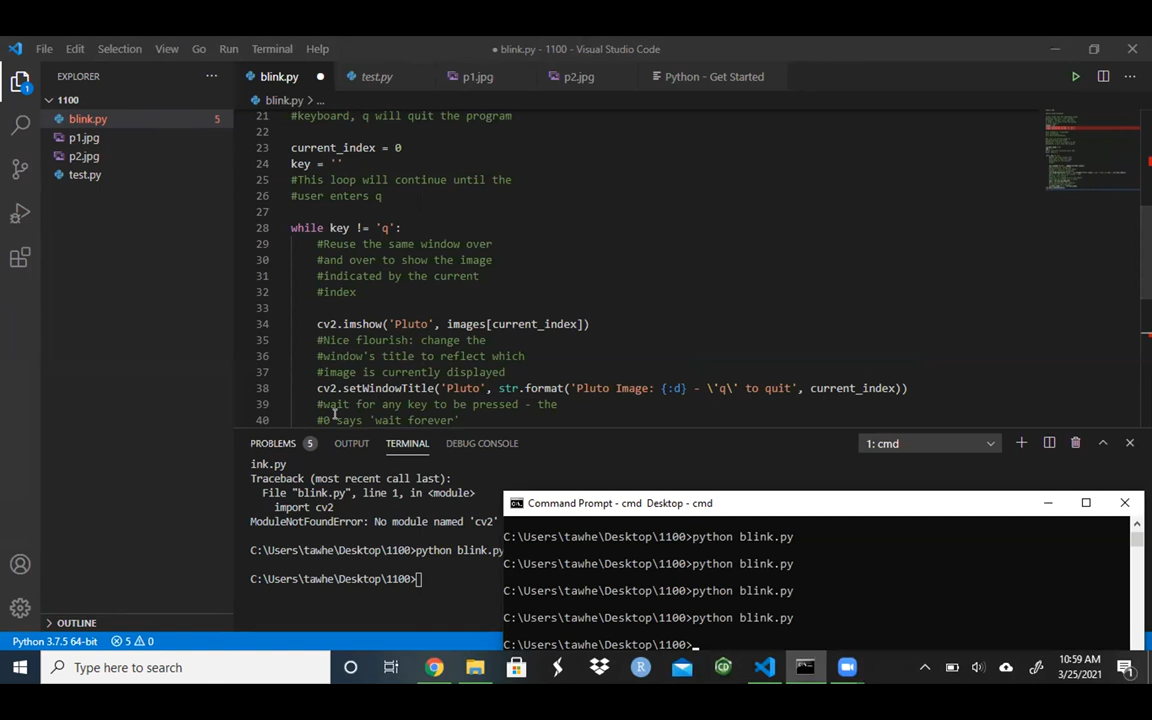 File Edit Selection View Go Run Terminal Help
● blink.py - 1100 - Visual Studio Code
EXPLORER
1100
blink.py 5
p1.jpg
p2.jpg
test.py
OUTLINE
blink.py ● test.py p1.jpg p2.jpg Python - Get Started
blink.py > ...
21 #keyboard, q will quit the program
22
23 current_index = 0
24 key = ''
25 #This loop will continue until the
26 #user enters q
27
28 while key != 'q':
29 #Reuse the same window over
30 #and over to show the image
31 #indicated by the current
32 #index
33
34 cv2.imshow('Pluto', images[current_index])
35 #Nice flourish: change the
36 #window's title to reflect which
37 #image is currently displayed
38 cv2.setWindowTitle('Pluto', str.format('Pluto Image: {:d} - \'q\' to quit', current_index))
39 #wait for any key to be pressed - the
40 #0 says 'wait forever'
PROBLEMS 5 OUTPUT TERMINAL DEBUG CONSOLE 1: cmd
ink.py
Traceback (most recent call last):
File "blink.py", line 1, in <module>
import cv2
ModuleNotFoundError: No module named 'cv2'
C:\Users\tawhe\Desktop\1100>python blink.py
C:\Users\tawhe\Desktop\1100>
Command Prompt - cmd Desktop - cmd
C:\Users\tawhe\Desktop\1100>python blink.py
C:\Users\tawhe\Desktop\1100>python blink.py
C:\Users\tawhe\Desktop\1100>python blink.py
C:\Users\tawhe\Desktop\1100>python blink.py
C:\Users\tawhe\Desktop\1100>
Python 3.7.5 64-bit 5 0
1
Type here to search
10:59 AM
3/25/2021
1